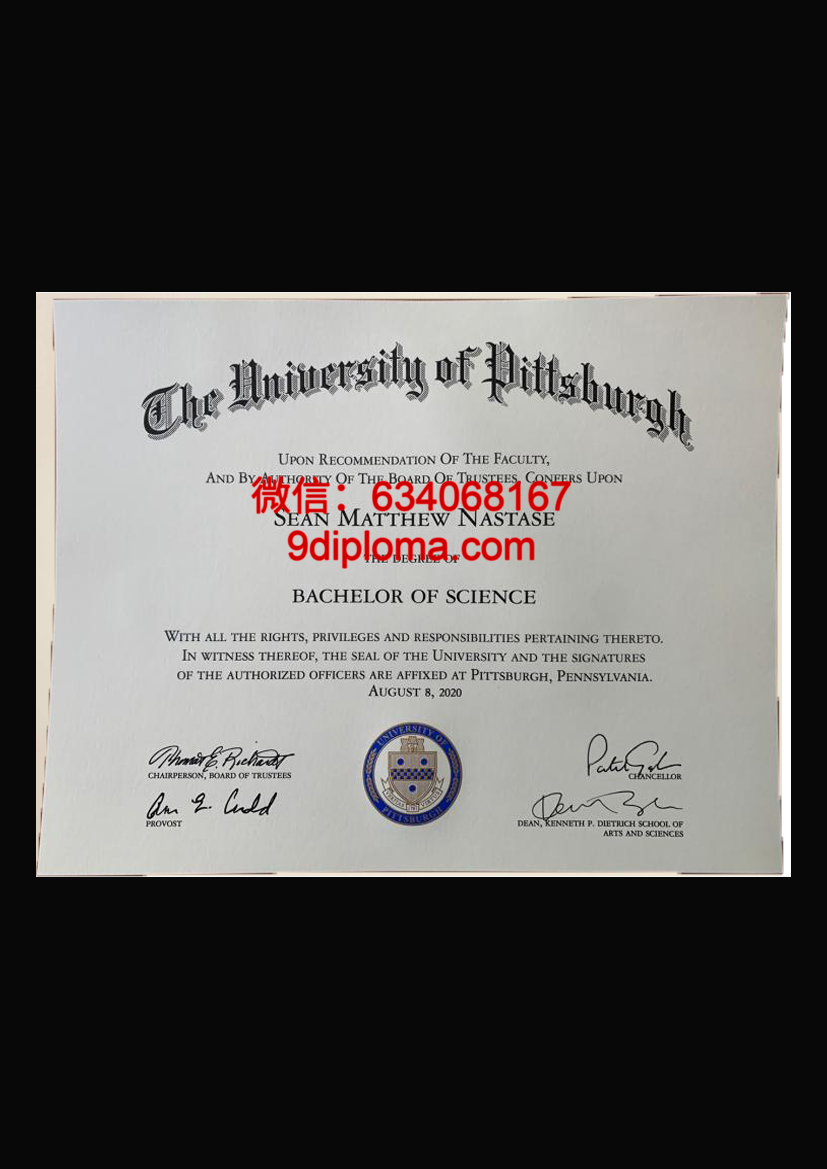 The University of Pittsburgh
UPON RECOMMENDATION OF THE FACULTY,
AND BY AUTHORITY OF THE BOARD OF TRUSTEES, CONFERS UPON
微信：634068167
SEAN MATTHEW NASTASE
9diploma.com
THE DEGREE OF
BACHELOR OF SCIENCE
WITH ALL THE RIGHTS, PRIVILEGES AND RESPONSIBILITIES PERTAINING THERETO.
IN WITNESS THEREOF, THE SEAL OF THE UNIVERSITY AND THE SIGNATURES
OF THE AUTHORIZED OFFICERS ARE AFFIXED AT PITTSBURGH, PENNSYLVANIA.
AUGUST 8, 2020
CHAIRPERSON, BOARD OF TRUSTEES
CHANCELLOR
PROVOST
DEAN, KENNETH P. DIETRICH SCHOOL OF
ARTS AND SCIENCES
UNIVERSITY OF
PITTSBURGH